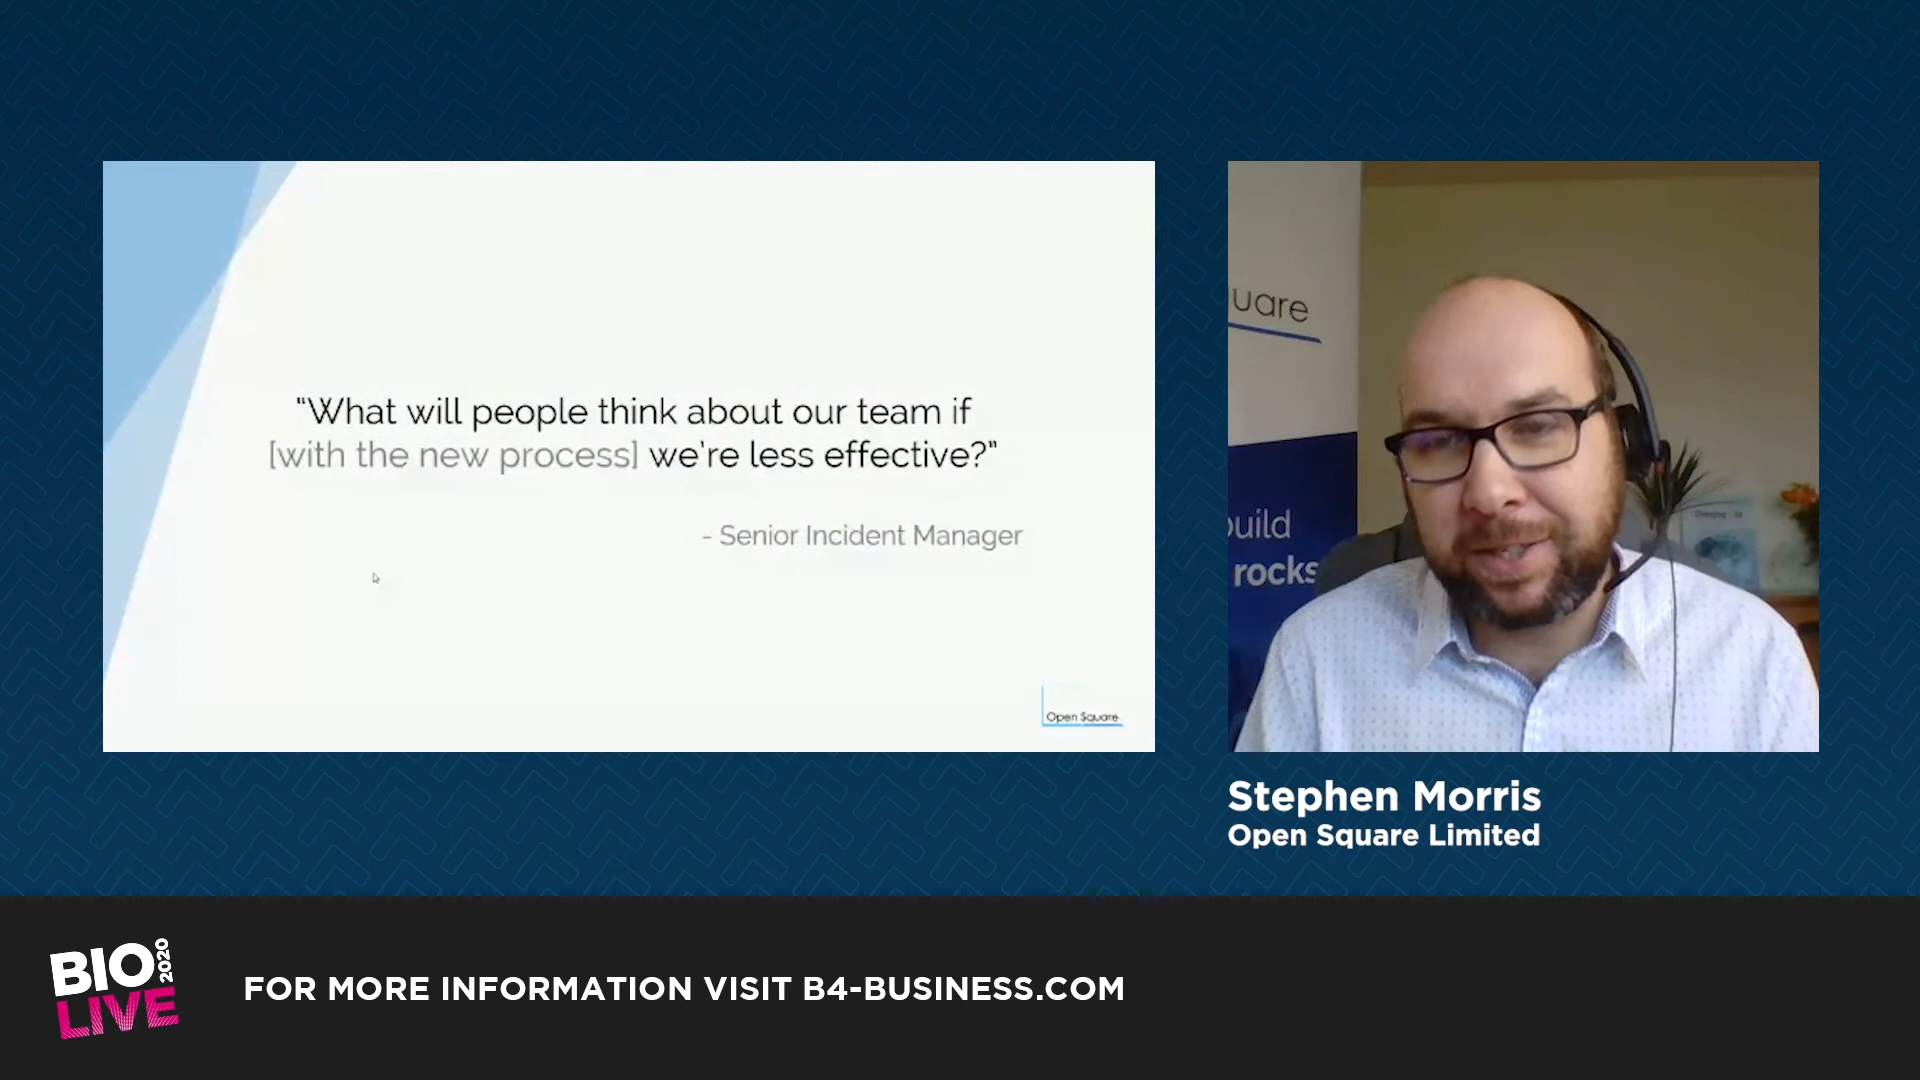 "What will people think about our team if
[with the new process] we're less effective?"
- Senior Incident Manager
Open Square
uare
uild
rocks
Stephen Morris
Open Square Limited
BIO 2020
LIVE
FOR MORE INFORMATION VISIT B4-BUSINESS.COM